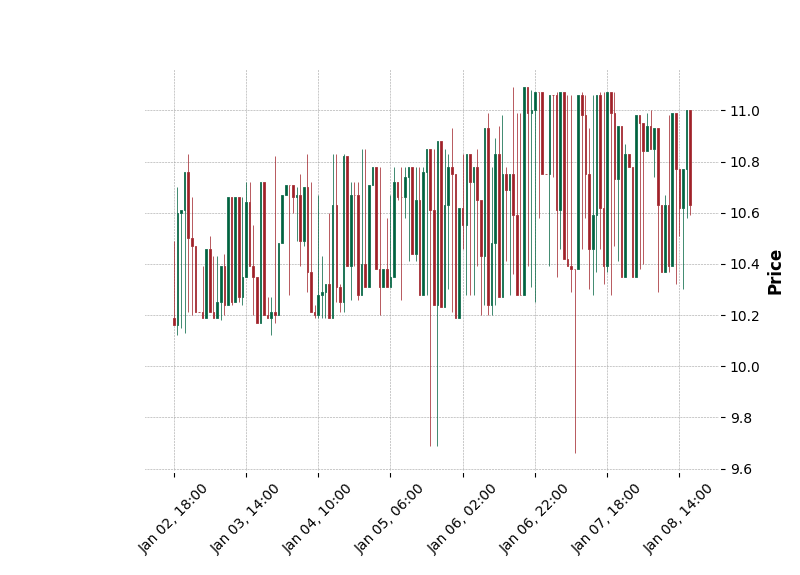 11.0
10.8
10.6
10.4
10.2
10.0
9.8
9.6
Price
Jan 02, 18:00
Jan 03, 14:00
Jan 04, 10:00
Jan 05, 06:00
Jan 06, 02:00
Jan 06, 22:00
Jan 07, 18:00
Jan 08, 14:00